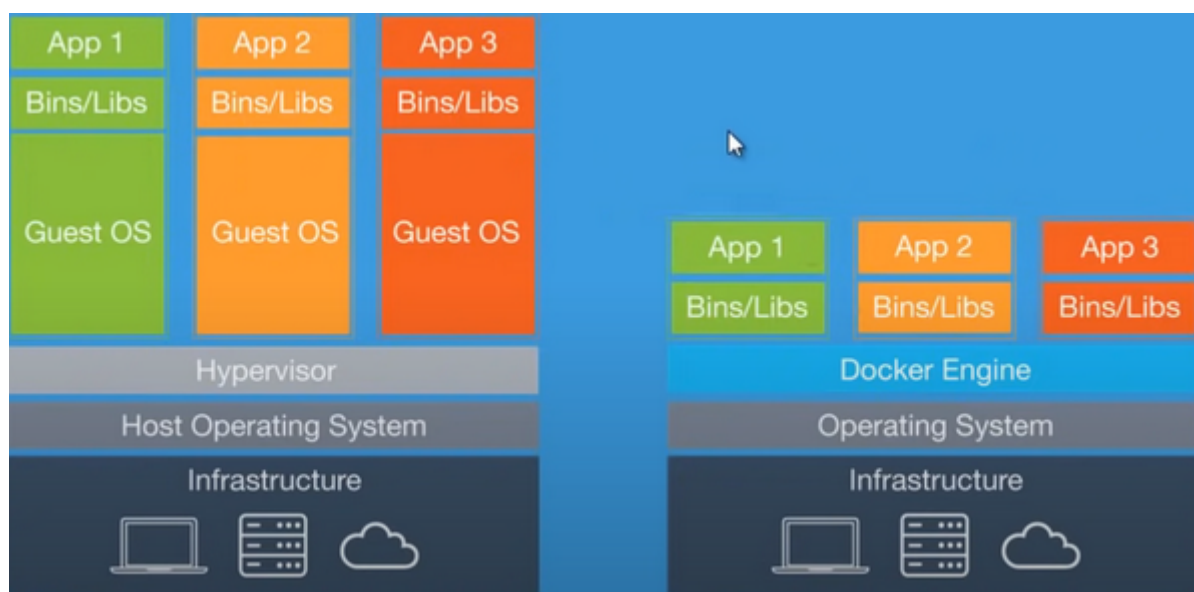 App 1
App 2
App 3
Bins/Libs
Bins/Libs
Bins/Libs
Guest OS
Guest OS
Guest OS
Hypervisor
Host Operating System
Infrastructure
App 1
App 2
App 3
Bins/Libs
Bins/Libs
Bins/Libs
Docker Engine
Operating System
Infrastructure